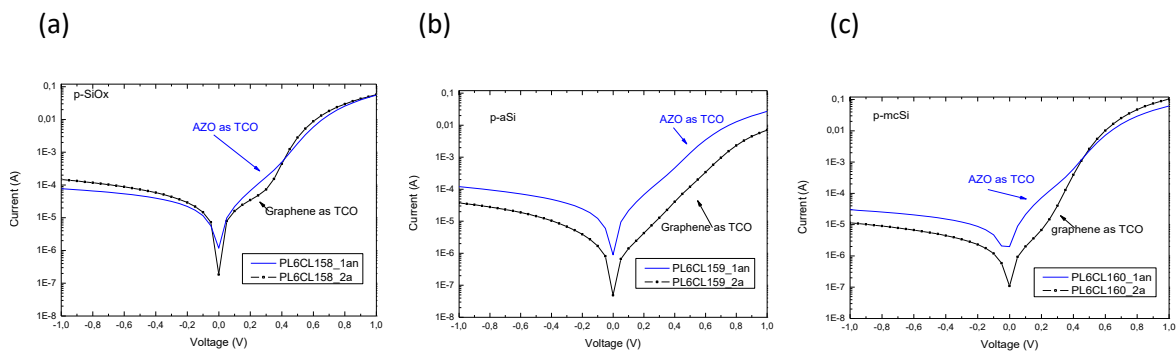 (a)
p-SiOx
0,1
0,01
1E-3
1E-4
1E-5
1E-6
1E-7
1E-8
Current (A)
AZO as TCO
Graphene as TCO
PL6CL158_1an
PL6CL158_2a
-1,0 -0,8 -0,6 -0,4 -0,2 0,0 0,2 0,4 0,6 0,8 1,0
Voltage (V)
(b)
p-aSi
0,1
0,01
1E-3
1E-4
1E-5
1E-6
1E-7
1E-8
Current (A)
AZO as TCO
Graphene as TCO
PL6CL159_1an
PL6CL159_2a
-1,0 -0,8 -0,6 -0,4 -0,2 0,0 0,2 0,4 0,6 0,8 1,0
Voltage (V)
(c)
p-mcSi
0,1
0,01
1E-3
1E-4
1E-5
1E-6
1E-7
1E-8
Current (A)
AZO as TCO
graphene as TCO
PL6CL160_1an
PL6CL160_2a
-1,0 -0,8 -0,6 -0,4 -0,2 0,0 0,2 0,4 0,6 0,8 1,0
Voltage (V)